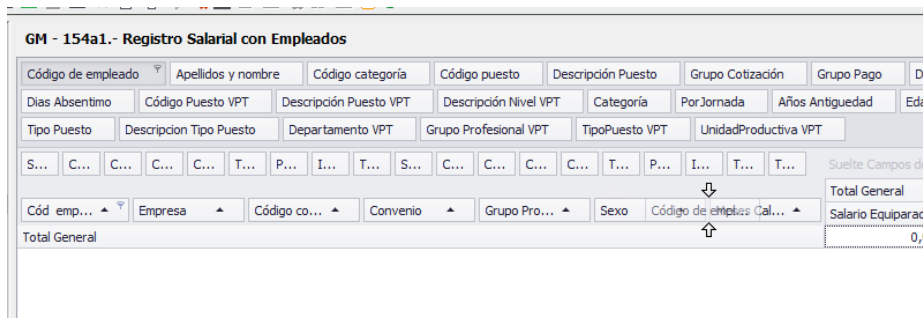 GM - 154a1.- Registro Salarial con Empleados
Código de empleado Apellidos y nombre Código categoría Código puesto Descripción Puesto Grupo Cotización Grupo Pago D
Dias Absentimo Código Puesto VPT Descripción Puesto VPT Descripción Nivel VPT Categoría PorJornada Años Antiguedad Eda
Tipo Puesto Descripcion Tipo Puesto Departamento VPT Grupo Profesional VPT TipoPuesto VPT UnidadProductiva VPT
S... C... C... C... C... T... P... I... T... S... C... C... C... C... T... P... I... T... T... Suelte Campos de
Total General
Cód emp... Empresa Código co... Convenio Grupo Pro... Sexo Código de empl... Meses Cal... Salario Equiparad
Total General 0,